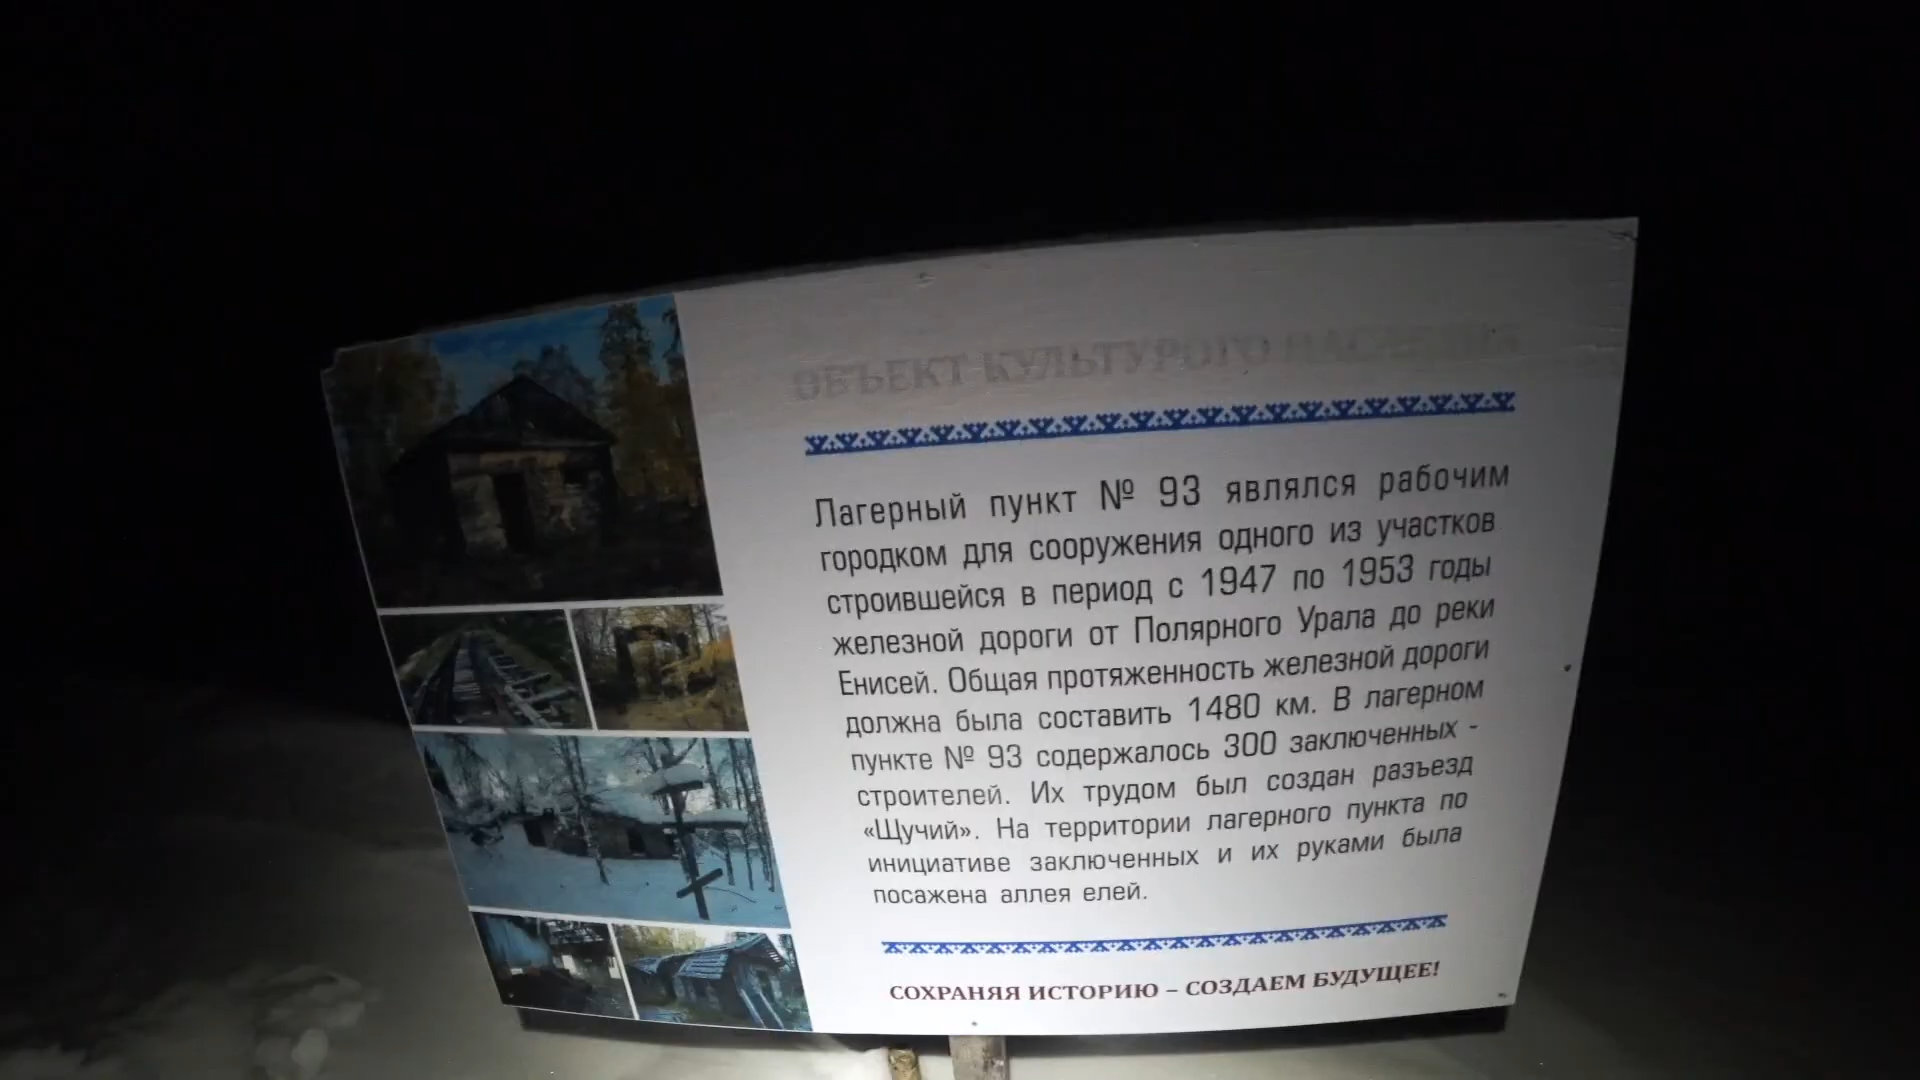 ОБЪЕКТ КУЛЬТУРОГО НАСЛЕДИЯ
Лагерный пункт № 93 являлся рабочим
городком для сооружения одного из участков
строившейся в период с 1947 по 1953 годы
железной дороги от Полярного Урала до реки
Енисей. Общая протяженность железной дороги
должна была составить 1480 км. В лагерном
пункте № 93 содержалось 300 заключенных -
строителей. Их трудом был создан разъезд
«Щучий». На территории лагерного пункта по
инициативе заключенных и их руками была
посажена аллея елей.
СОХРАНЯЯ ИСТОРИЮ – СОЗДАЕМ БУДУЩЕЕ!